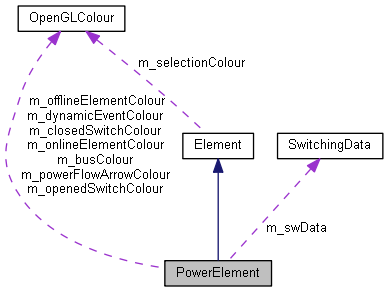 OpenGLColour
m_selectionColour
m_offlineElementColour
m_dynamicEventColour
m_closedSwitchColour
m_onlineElementColour
m_busColour
m_powerFlowArrowColour
m_openedSwitchColour
Element
SwitchingData
m_swData
PowerElement